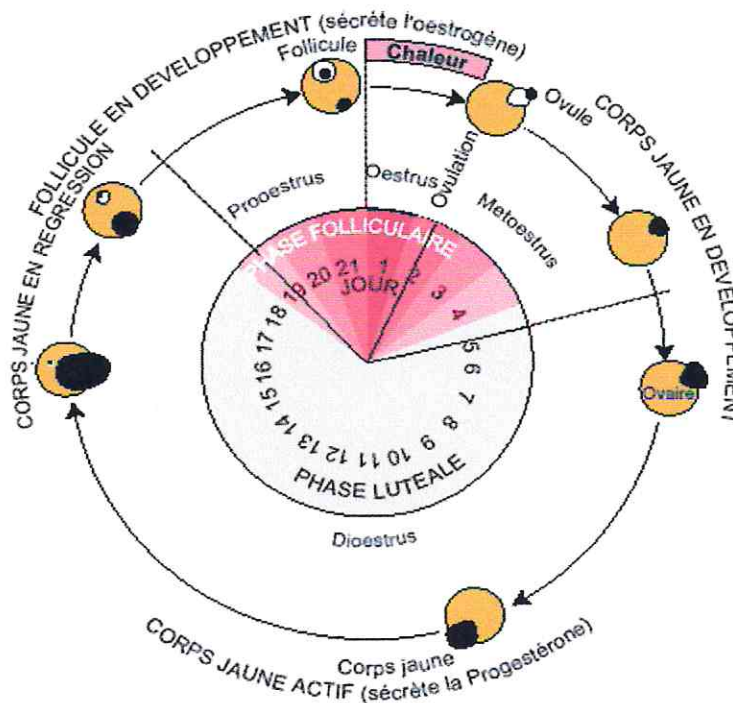 FOLLICULE EN DEVELOPPEMENT (sécrète l'oestrogène)
Follicule
Chaleur
Ovule
CORPS JAUNE EN DEVELOPPEMENT
CORPS JAUNE EN REGRESSION
Prooestrus
Oestrus
Ovulation
Metoestrus
PHASE FOLLICULAIRE
JOUR
1
2
3
4
5
6
7
8
9
10
11
12
13
14
15
16
17
18
19
20
21
Ovaire
PHASE LUTEALE
Dioestrus
Corps jaune
CORPS JAUNE ACTIF (sécrète la Progestérone)